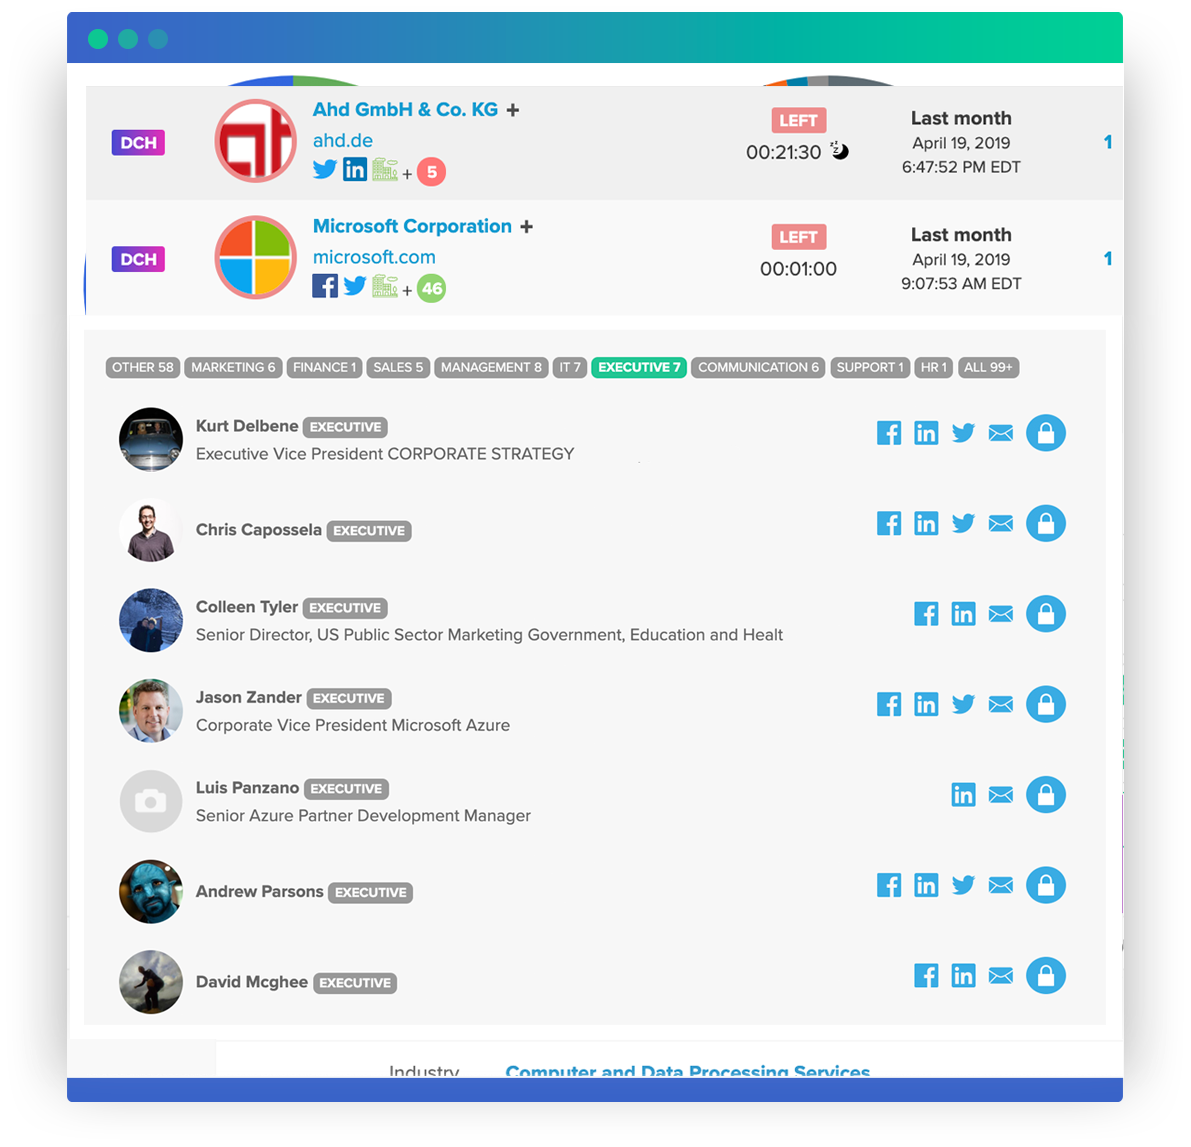 DCH
Ahd GmbH & Co. KG +
ahd.de
+ 5
LEFT
00:21:30
Last month
April 19, 2019
6:47:52 PM EDT
1
DCH
Microsoft Corporation +
microsoft.com
+ 46
LEFT
00:01:00
Last month
April 19, 2019
9:07:53 AM EDT
1
OTHER 58 MARKETING 6 FINANCE 1 SALES 5 MANAGEMENT 8 IT 7 EXECUTIVE 7 COMMUNICATION 6 SUPPORT 1 HR 1 ALL 99+
Kurt Delbene EXECUTIVE
Executive Vice President CORPORATE STRATEGY
Chris Capossela EXECUTIVE
Colleen Tyler EXECUTIVE
Senior Director, US Public Sector Marketing Government, Education and Healt
Jason Zander EXECUTIVE
Corporate Vice President Microsoft Azure
Luis Panzano EXECUTIVE
Senior Azure Partner Development Manager
Andrew Parsons EXECUTIVE
David Mcghee EXECUTIVE
Industry Computer and Data Processing Services